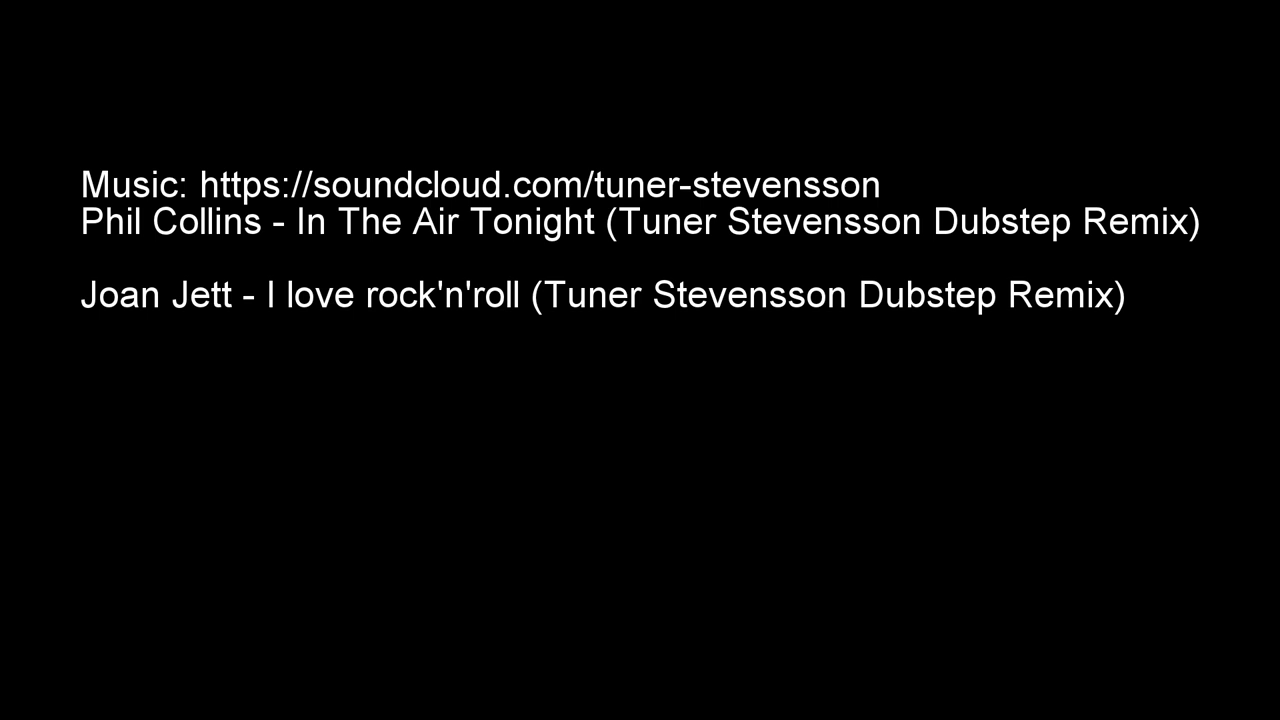 Music: https://soundcloud.com/tuner-stevensson
Phil Collins - In The Air Tonight (Tuner Stevensson Dubstep Remix)
Joan Jett - I love rock'n'roll (Tuner Stevensson Dubstep Remix)